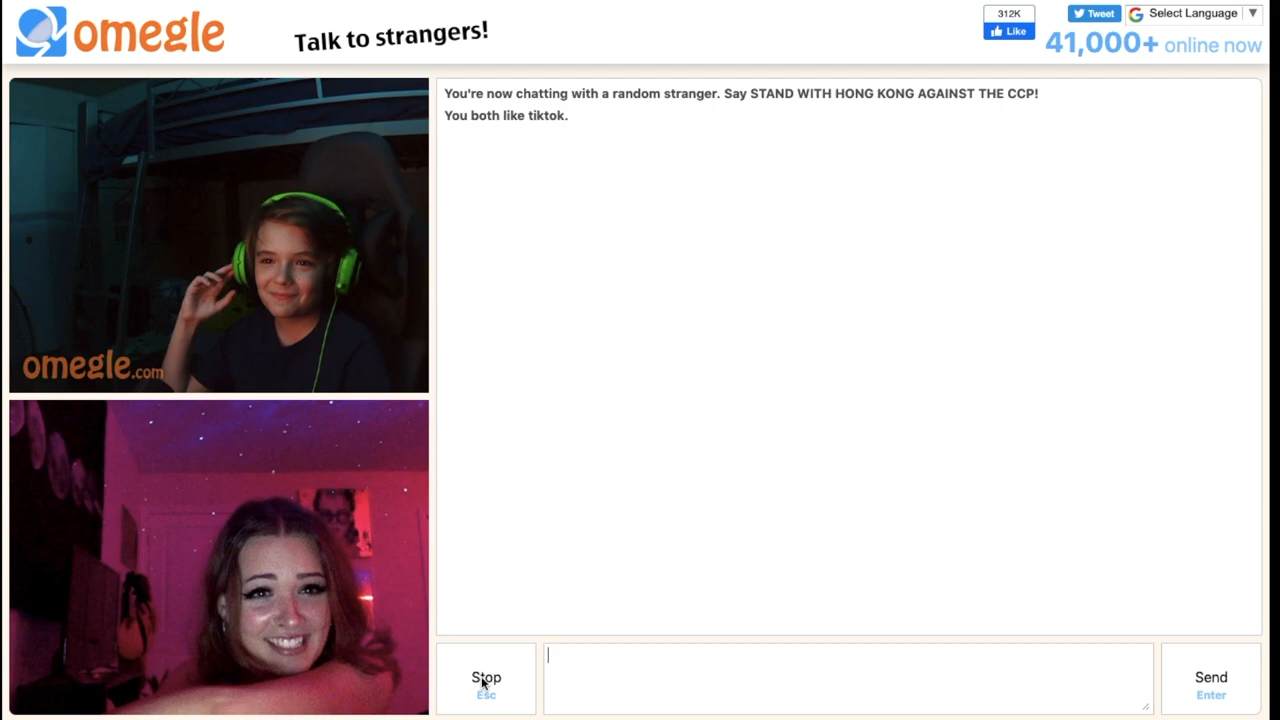 omegle
Talk to strangers!
312K
Like
Tweet
Select Language
41,000+ online now
You're now chatting with a random stranger. Say STAND WITH HONG KONG AGAINST THE CCP!
You both like tiktok.
omegle.com
Stop
Esc
Send
Enter